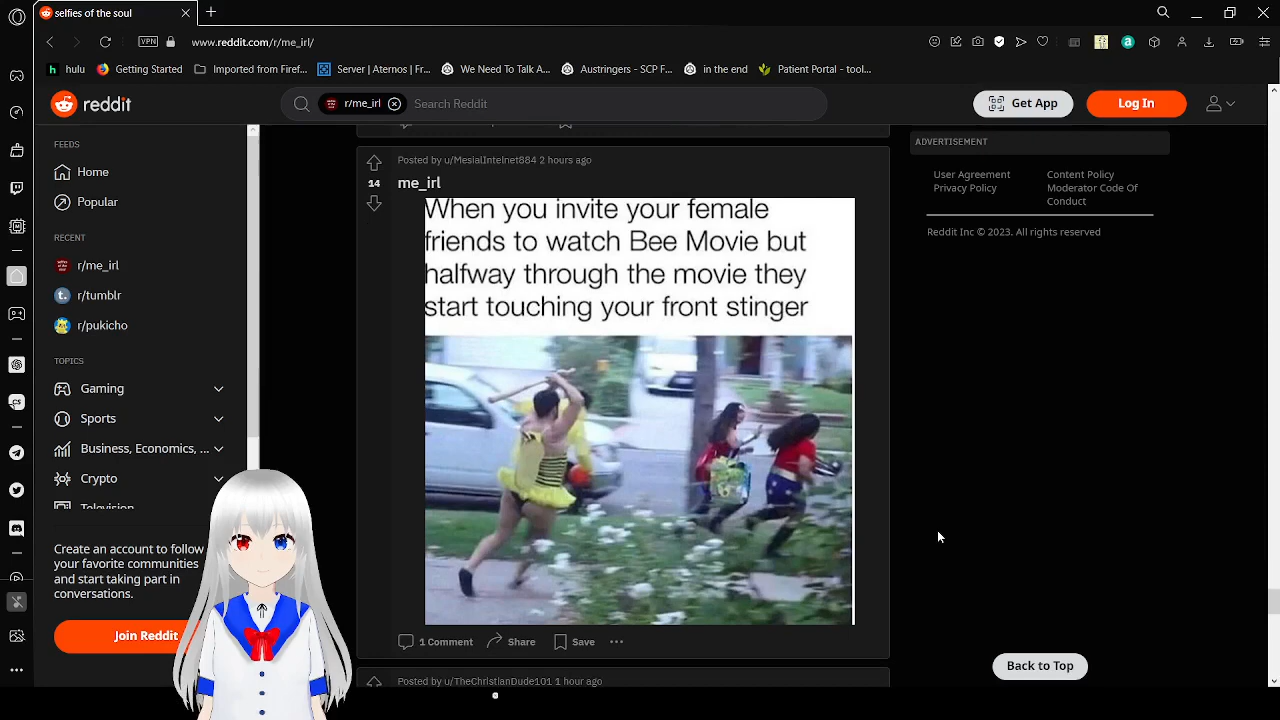 selfies of the soul
VPN
www.reddit.com/r/me_irl/
h hulu
Getting Started
Imported from Firef...
Server | Aternos | Fr...
We Need To Talk A...
Austringers - SCP F...
in the end
Patient Portal - tool...
reddit
r/me_irl
Search Reddit
Get App
Log In
FEEDS
Home
Popular
RECENT
r/me_irl
r/tumblr
r/pukicho
TOPICS
Gaming
Sports
Business, Economics, ...
Crypto
Television
Create an account to follow
your favorite communities
and start taking part in
conversations.
Join Reddit
Posted by u/MesialIntelnet884 2 hours ago
14
me_irl
When you invite your female
friends to watch Bee Movie but
halfway through the movie they
start touching your front stinger
1 Comment
Share
Save
Posted by u/TheChristianDude101 1 hour ago
ADVERTISEMENT
User Agreement
Privacy Policy
Content Policy
Moderator Code Of
Conduct
Reddit Inc © 2023. All rights reserved
Back to Top